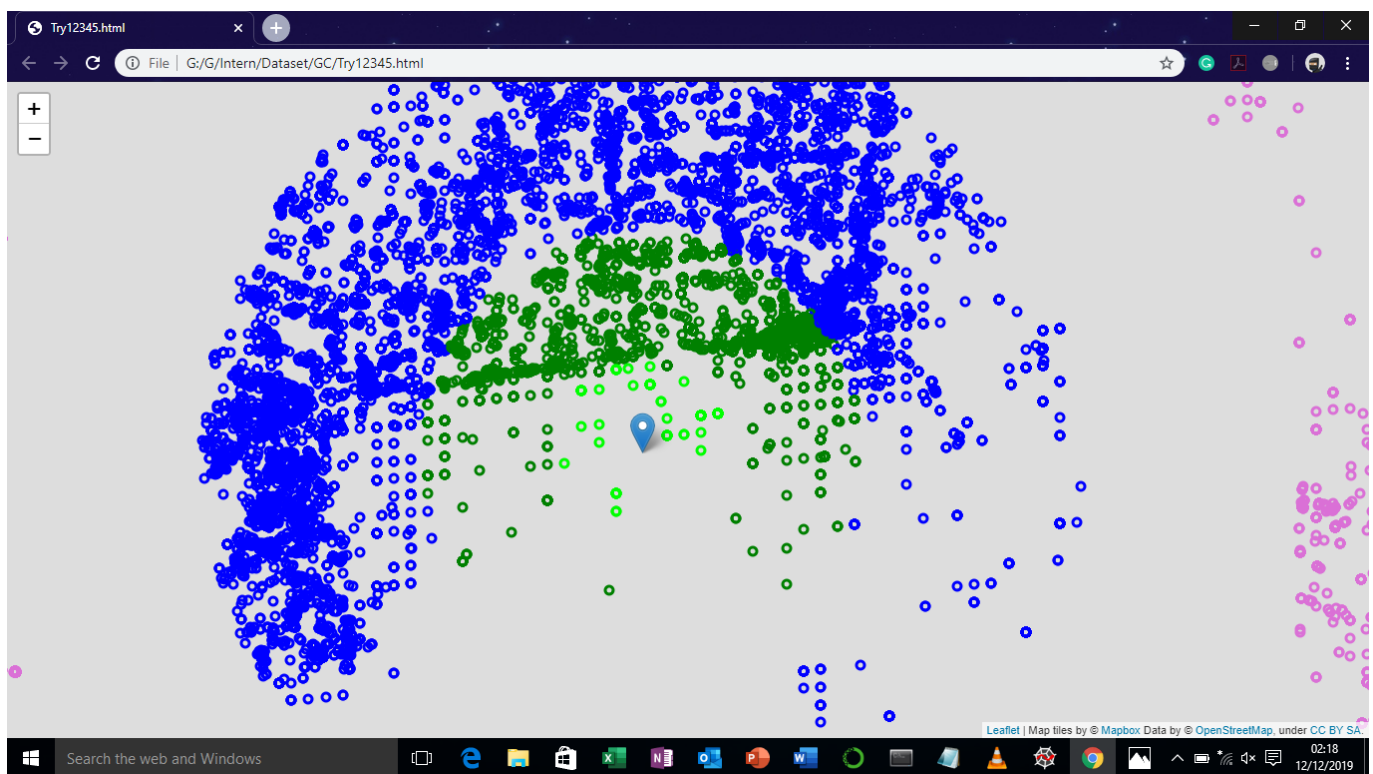 Try12345.html
File | G:/G/Intern/Dataset/GC/Try12345.html
+
−
Leaflet | Map tiles by © Mapbox Data by © OpenStreetMap, under CC BY SA.
Search the web and Windows
02:18
12/12/2019